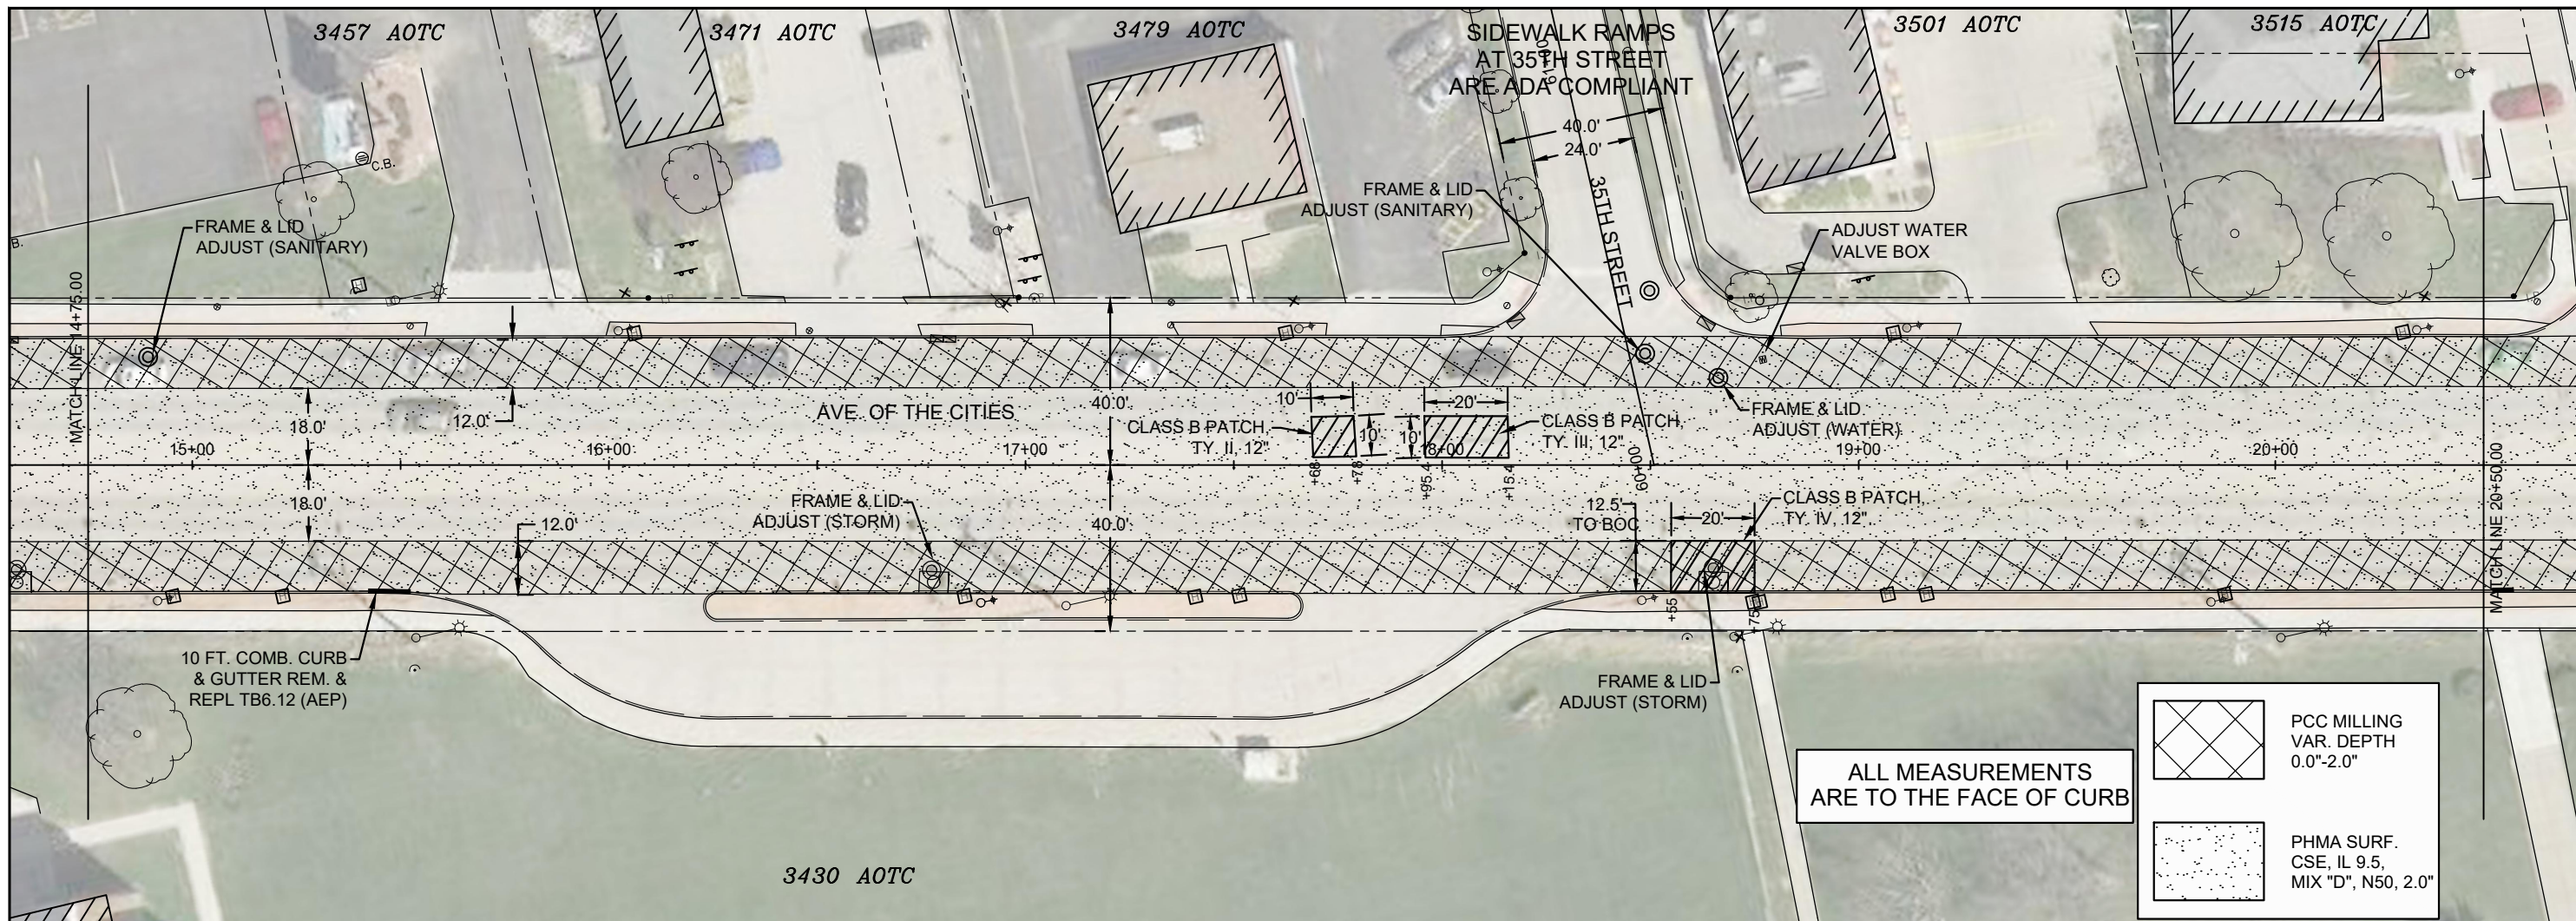 3457 AOTC
3471 AOTC
3479 AOTC
SIDEWALK RAMPS
AT 35TH STREET
ARE ADA COMPLIANT
3501 AOTC
3515 AOTC
61+00
40.0'
24.0'
35TH STREET
C.B.
B.
FRAME & LID
ADJUST (SANITARY)
FRAME & LID
ADJUST (SANITARY)
ADJUST WATER
VALVE BOX
MATCH LINE 14+75.00
12.0'
18.0'
AVE. OF THE CITIES
40.0'
10'
CLASS B PATCH,
TY. II, 12"
10'
10'
20'
CLASS B PATCH,
TY. III, 12"
FRAME & LID
ADJUST (WATER)
15+00
16+00
17+00
18+00
19+00
20+00
+68
+78
+95.4
+15.4
60+00
MATCH LINE 20+50.00
18.0'
12.0'
FRAME & LID
ADJUST (STORM)
40.0'
12.5'
TO BOC
20'
CLASS B PATCH,
TY. IV, 12"
+55
+75
10 FT. COMB. CURB
& GUTTER REM. &
REPL TB6.12 (AEP)
FRAME & LID
ADJUST (STORM)
ALL MEASUREMENTS
ARE TO THE FACE OF CURB
PCC MILLING
VAR. DEPTH
0.0"-2.0"
PHMA SURF.
CSE, IL 9.5,
MIX "D", N50, 2.0"
3430 AOTC